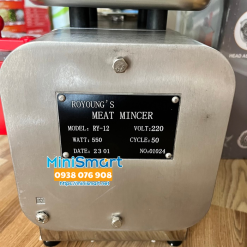 ROYOUNG'S
MEAT MINCER
MODEL: RY-12 VOLT:220
WATT:550 CYCLE:50
DATE: 23 01 NO:01024
MiniSmart
0938 076 908
HEAD-A